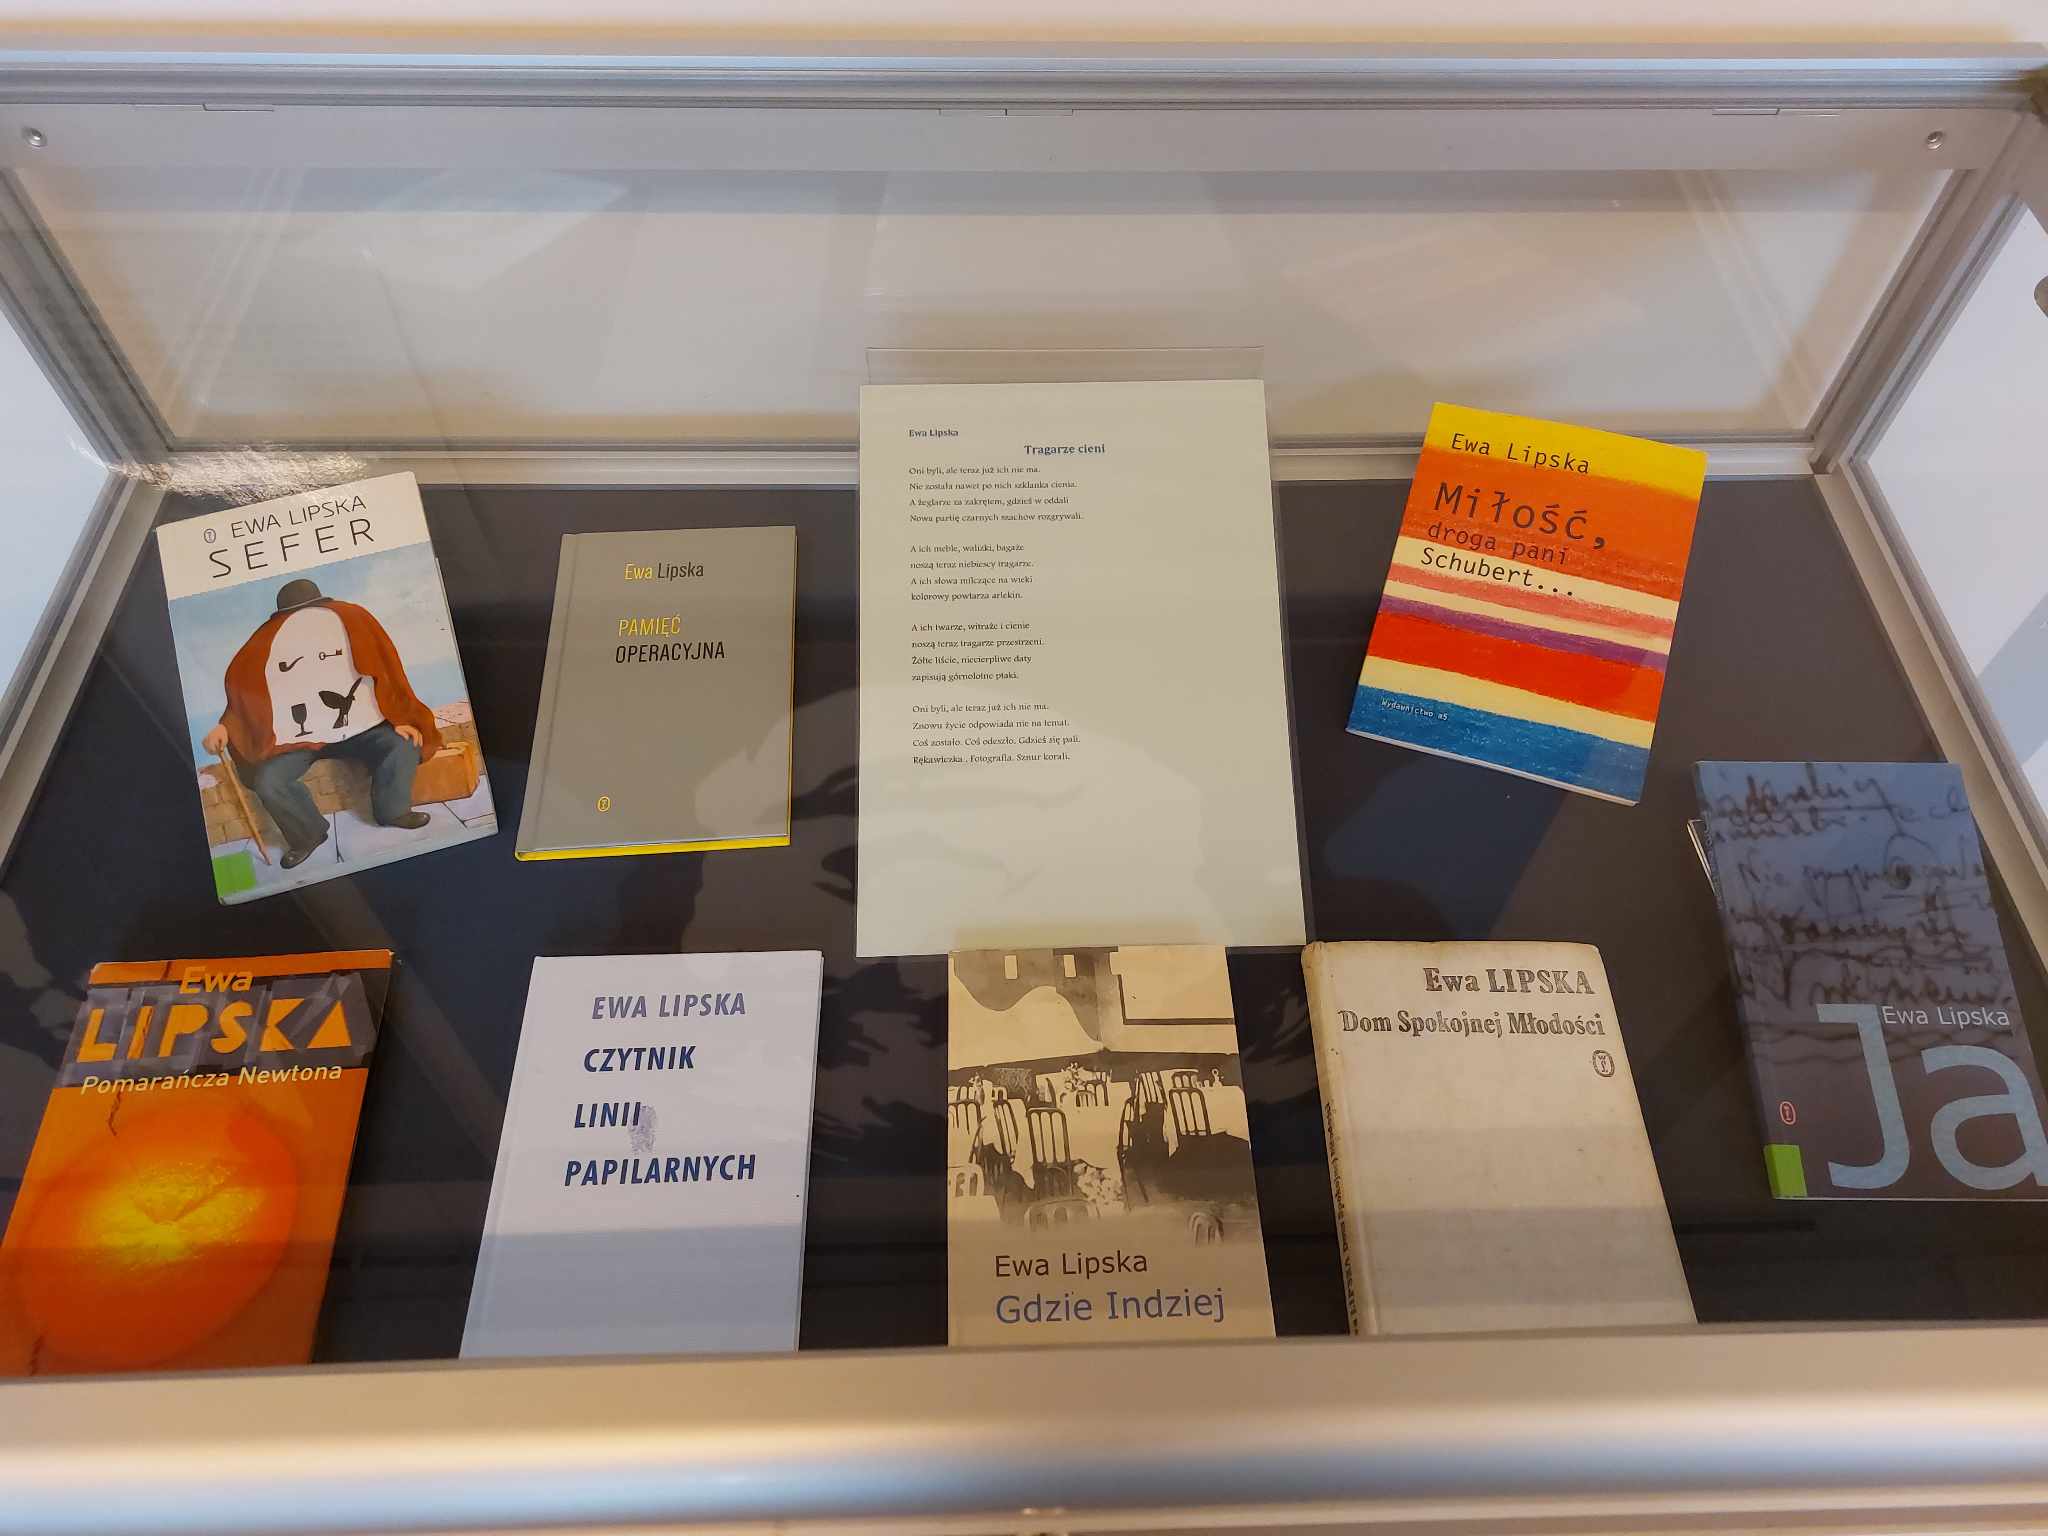 EWA LIPSKA
SEFER
Ewa Lipska
PAMIĘĆ
OPERACYJNA
Ewa Lipska
Tragarze cieni
Oni byli, ale teraz już ich nie ma.
Nie została nawet po nich szklanka cienia.
A żeglarze za zakrętem, gdzieś w oddali
Nową partię czarnych szachów rozgrywali.
A ich meble, walizki, bagaże
noszą teraz niebiescy tragarze.
A ich słowa milczące na wieki
kolorowy powtarza arlekin.
A ich twarze, witraże i cienie
noszą teraz tragarze przestrzeni.
Żółte liście, niecierpliwe daty
zapisują górnolotne ptaki.
Oni byli, ale teraz już ich nie ma.
Znowu życie odpowiada nie na temat.
Coś zostało. Coś odeszło. Gdzieś się pali.
Rękawiczka . Fotografia. Sznur korali.
Ewa Lipska
Miłość,
droga pani
Schubert...
Wydawnictwo a5
Ewa
LIPSKA
Pomarańcza Newtona
EWA LIPSKA
CZYTNIK
LINII
PAPILARNYCH
Ewa Lipska
Gdzie Indziej
Ewa LIPSKA
Dom Spokojnej Młodości
Ewa Lipska
Ja